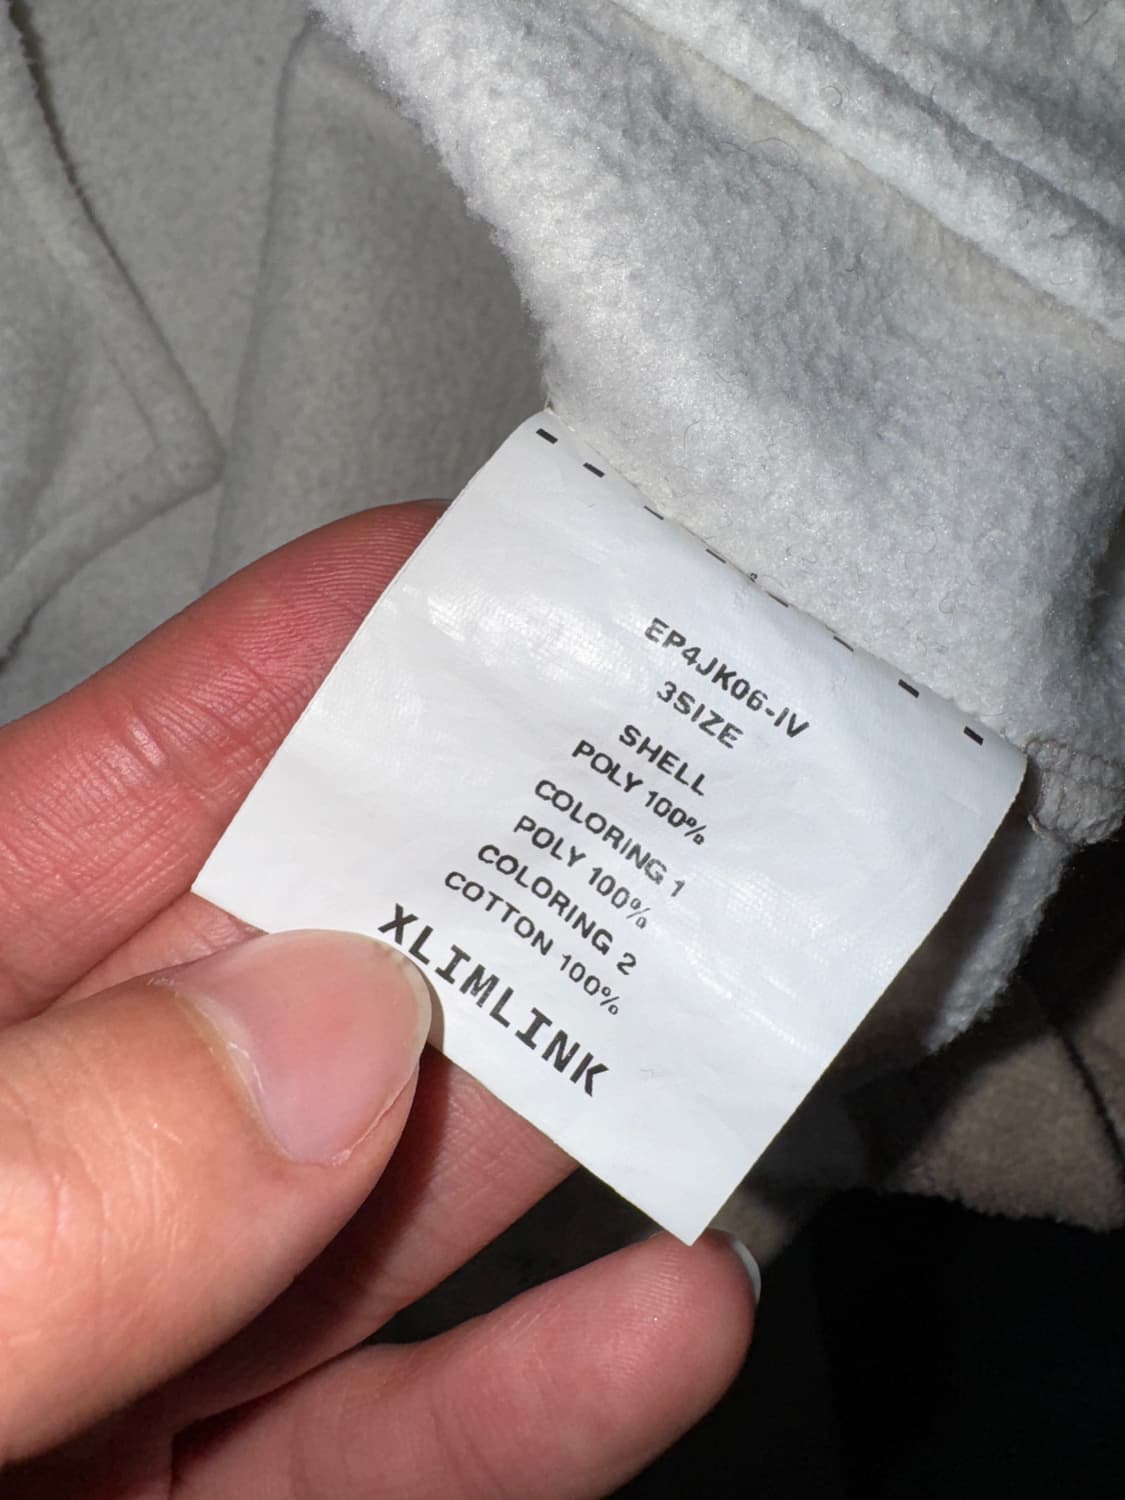 EP4JK06-IV
3SIZE
SHELL
POLY 100%
COLORING 1
POLY 100%
COLORING 2
COTTON 100%
XLIMLINK